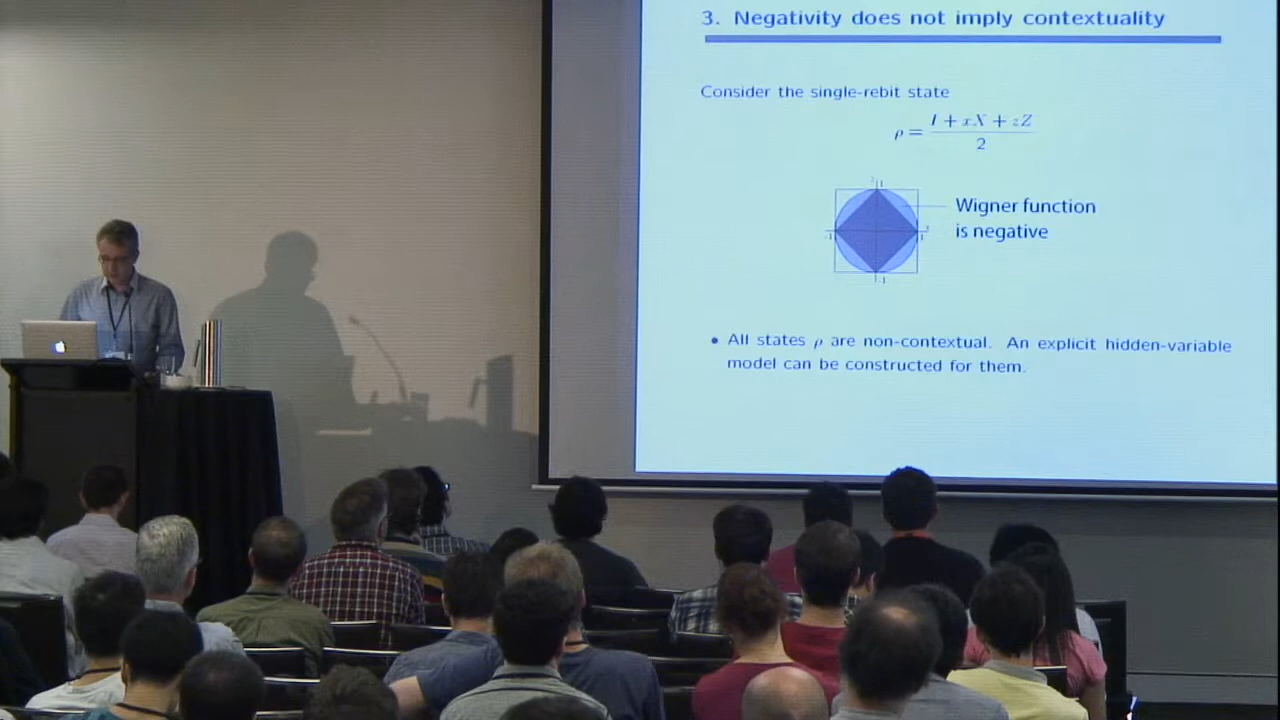 3. Negativity does not imply contextuality
Consider the single-rebit state
ρ = I + xX + zZ / 2
Wigner function
is negative
• All states ρ are non-contextual. An explicit hidden-variable
model can be constructed for them.